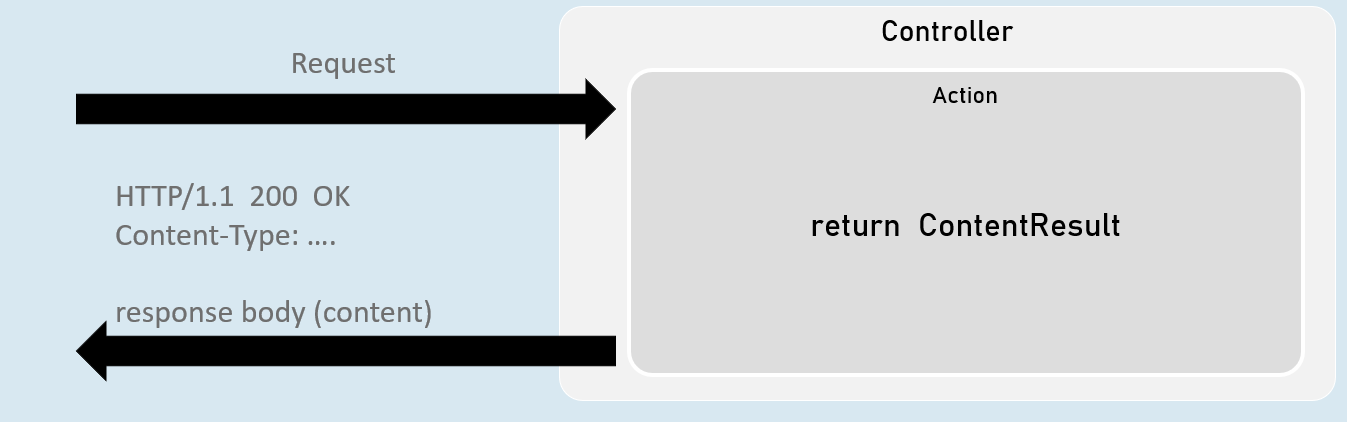 Controller
Request
Action
HTTP/1.1 200 OK
Content-Type: ....
return ContentResult
response body (content)